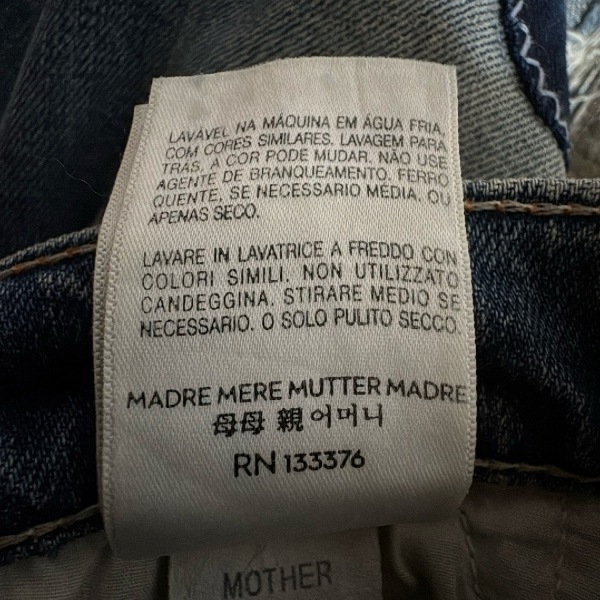 LAVÁVEL NA MÁQUINA EM ÁGUA FRIA,
COM CORES SIMILARES. LAVAGEM PARA
TRAS, A COR PODE MUDAR. NÃO USE
AGENTE DE BRANQUEAMENTO. FERRO
QUENTE, SE NECESSARIO MÉDIA, OU
APENAS SECO.
LAVARE IN LAVATRICE A FREDDO CON
COLORI SIMILI. NON UTILIZZATO
CANDEGGINA. STIRARE MEDIO SE
NECESSARIO. O SOLO PULITO SECCO.
MADRE MERE MUTTER MADRE
母母 親 어머니
RN 133376
MOTHER